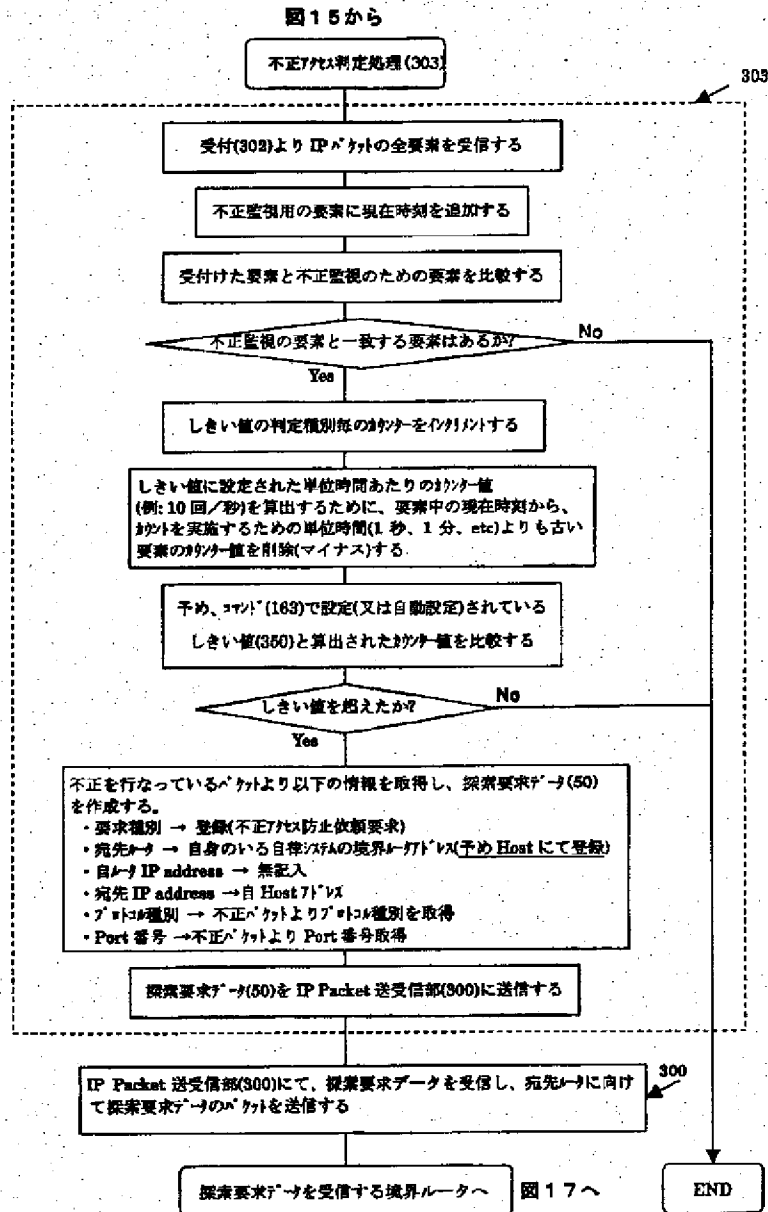 図15から
不正ｱｸｾｽ判定処理(303)
303
受付(302)より IP ﾊﾟｹｯﾄの全要素を受信する
不正監視用の要素に現在時刻を追加する
受付けた要素と不正監視のための要素を比較する
不正監視の要素と一致する要素はあるか?
No
Yes
しきい値の判定種別毎のｶｳﾝﾀｰをｲﾝｸﾘﾒﾝﾄする
しきい値に設定された単位時間あたりのｶｳﾝﾀｰ値
(例: 10 回／秒)を算出するために、要素中の現在時刻から、
ｶｳﾝﾄを実施するための単位時間(1 秒、1 分、etc)よりも古い
要素のｶｳﾝﾀｰ値を削除(マイナス)する
予め、ｺﾏﾝﾄﾞ(163)で設定(又は自動設定)されている
しきい値(350)と算出されたｶｳﾝﾀｰ値を比較する
しきい値を超えたか?
No
Yes
不正を行なっているﾊﾟｹｯﾄより以下の情報を取得し、探索要求ﾃﾞｰﾀ(50)
を作成する。
・要求種別 → 登録(不正ｱｸｾｽ防止依頼要求)
・宛先ﾙｰﾀ → 自身のいる自律システムの境界ﾙｰﾀｱﾄﾞﾚｽ(予め Host にて登録)
・自ﾙｰﾀ IP address → 無記入
・宛先 IP address →自 Host ｱﾄﾞﾚｽ
・ﾌﾟﾛﾄｺﾙ種別 → 不正ﾊﾟｹｯﾄよりﾌﾟﾛﾄｺﾙ種別を取得
・Port 番号 →不正ﾊﾟｹｯﾄより Port 番号取得
探索要求ﾃﾞｰﾀ(50)を IP Packet 送受信部(300)に送信する
IP Packet 送受信部(300)にて、探索要求データを受信し、宛先ﾙｰﾀに向け
て探索要求データのﾊﾟｹｯﾄを送信する
300
探索要求ﾃﾞｰﾀを受信する境界ルータへ
図17へ
END